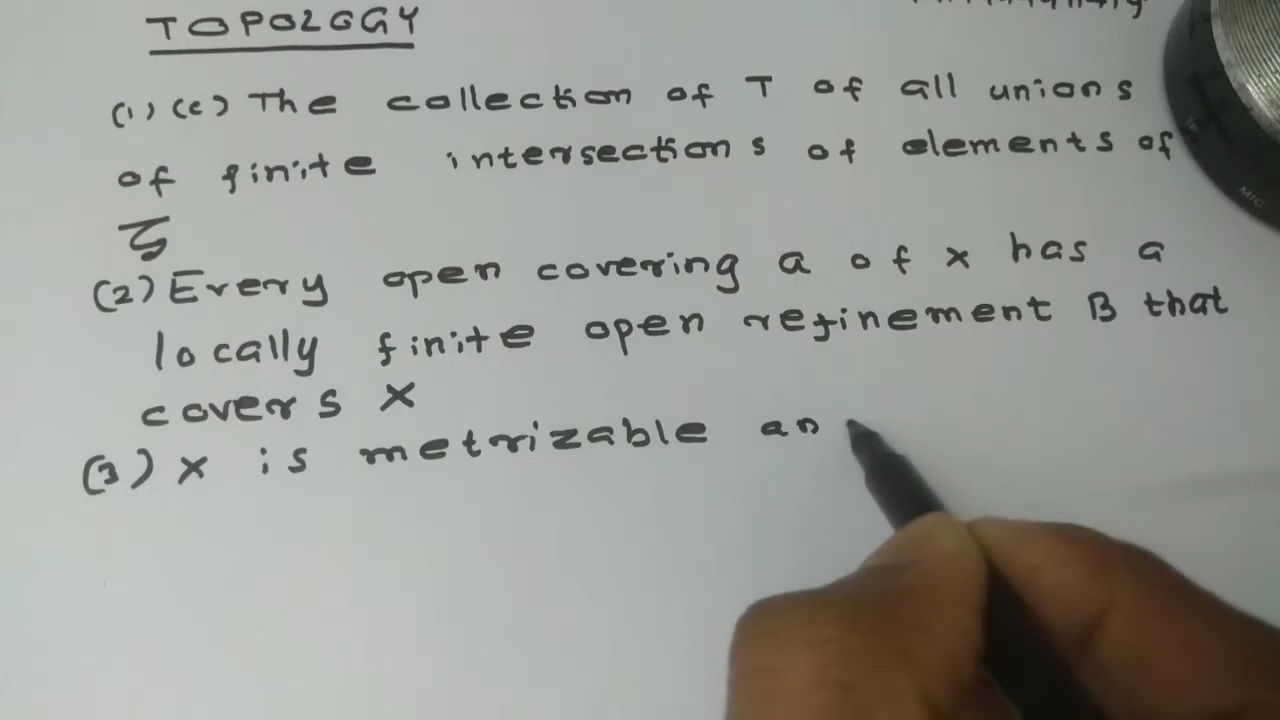 TOPOLOGY
(1) (c) The collection of T of all unions
of finite intersections of elements of
(2) Every open covering a of x has a
locally finite open refinement B that
covers X
(3) x is metrizable an
MIC